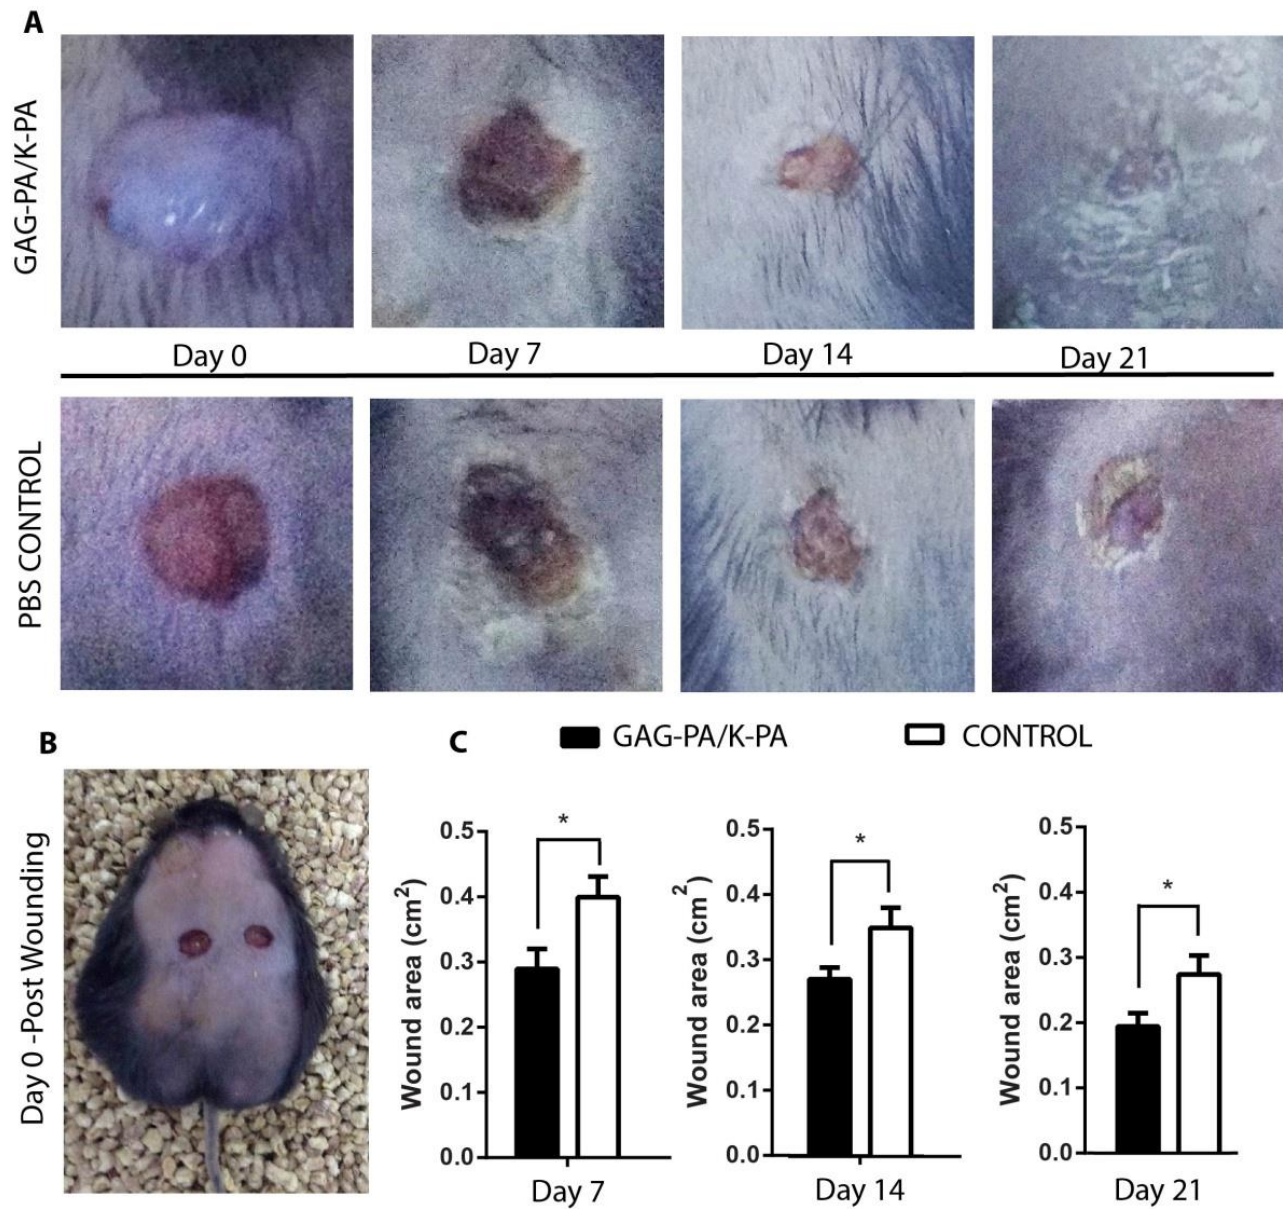 A
GAG-PA/K-PA
Day 0
Day 7
Day 14
Day 21
PBS CONTROL
B
Day 0 -Post Wounding
C
GAG-PA/K-PA
CONTROL
Wound area (cm²)
0.5
0.4
0.3
0.2
0.1
0.0
*
Day 7
Wound area (cm²)
0.5
0.4
0.3
0.2
0.1
0.0
*
Day 14
Wound area (cm²)
0.5
0.4
0.3
0.2
0.1
0.0
*
Day 21